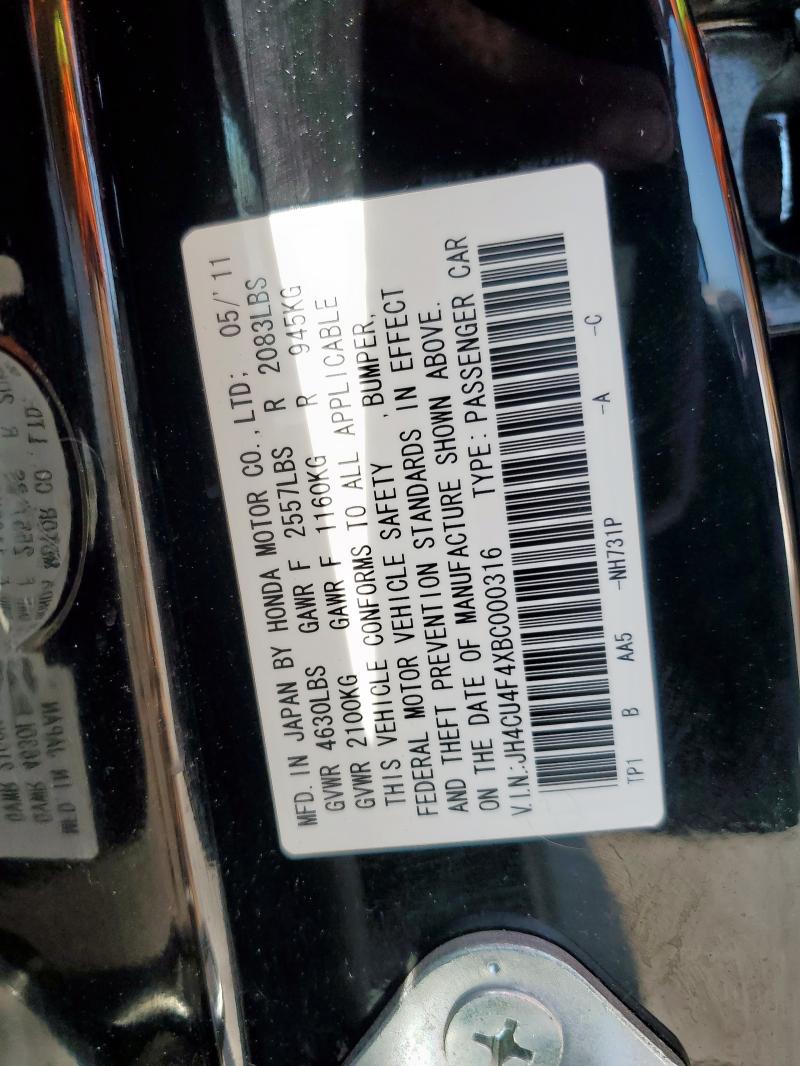 MFD. IN JAPAN BY HONDA MOTOR CO., LTD; 05/'11
GVWR 4630LBS GAWR F 2557LBS R 2083LBS
GVWR 2100KG GAWR F 1160KG R 945KG
THIS VEHICLE CONFORMS TO ALL APPLICABLE
FEDERAL MOTOR VEHICLE SAFETY , BUMPER,
AND THEFT PREVENTION STANDARDS IN EFFECT
ON THE DATE OF MANUFACTURE SHOWN ABOVE.
V.I.N.:JH4CU4F4XBC000316 TYPE:PASSENGER CAR
TP1 B AA5 -NH731P -A -C